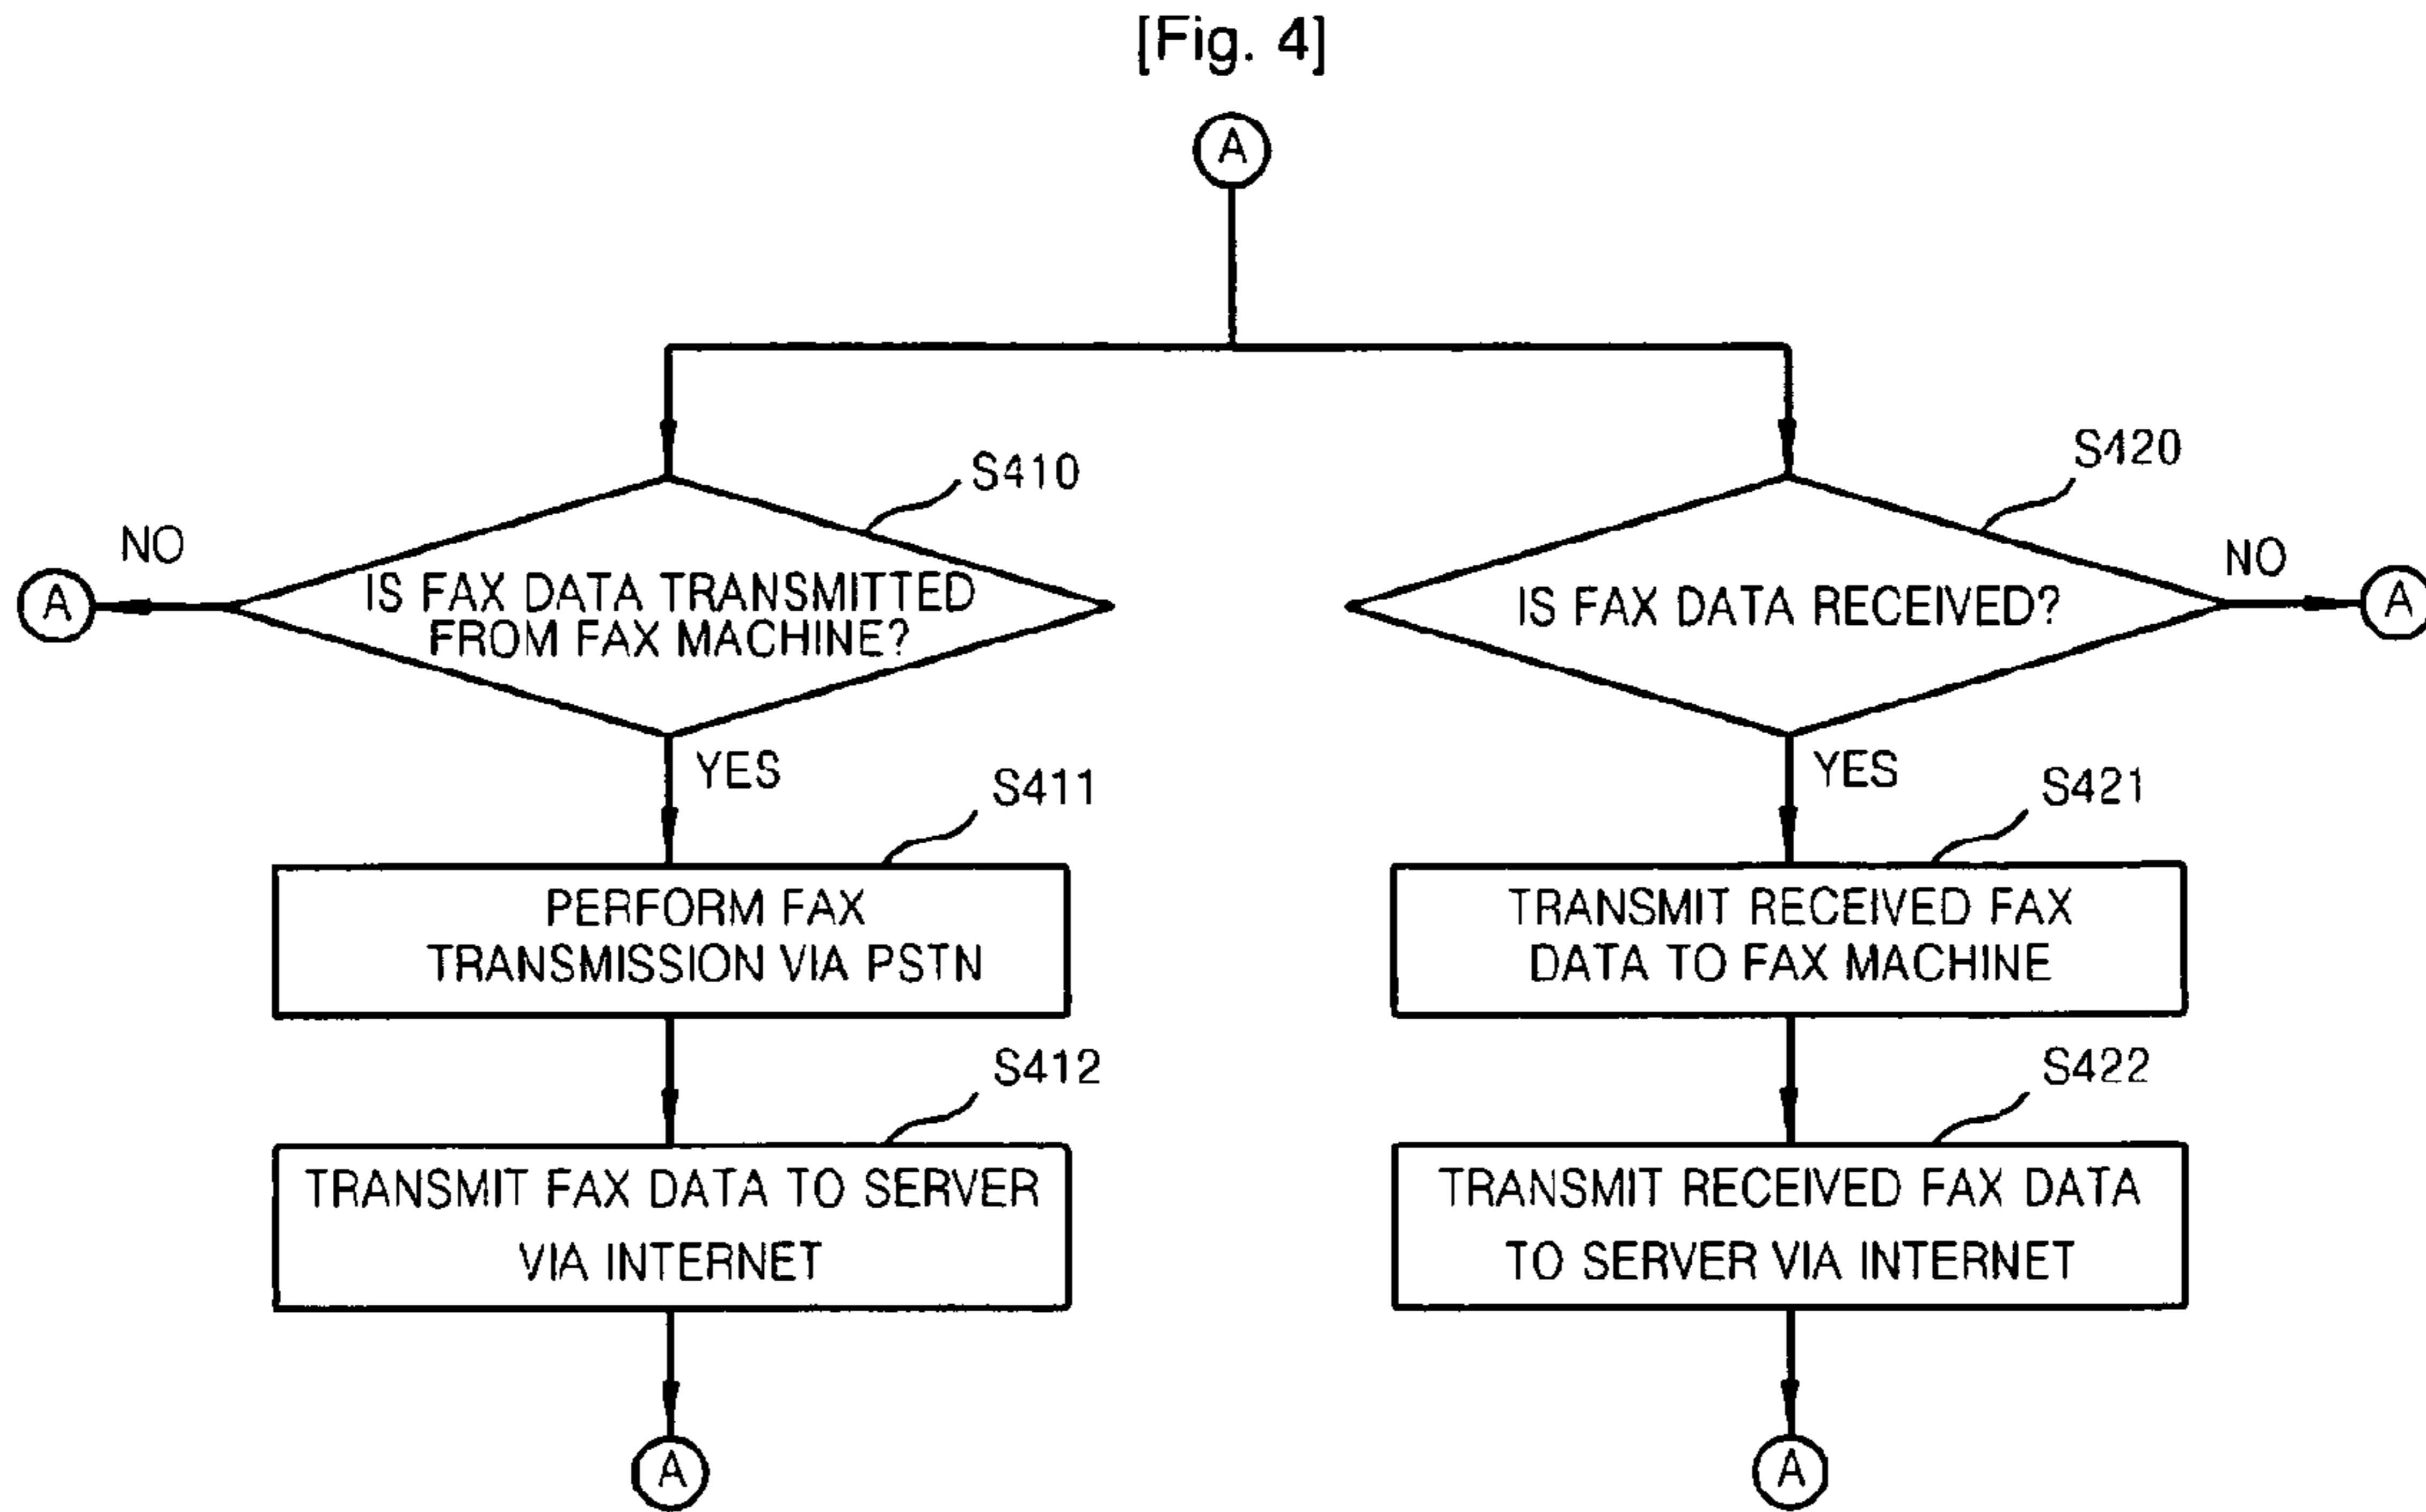 [Fig. 4]
A
S410
S420
NO
NO
A
IS FAX DATA TRANSMITTED
FROM FAX MACHINE?
IS FAX DATA RECEIVED?
A
YES
YES
S411
S421
PERFORM FAX
TRANSMISSION VIA PSTN
TRANSMIT RECEIVED FAX
DATA TO FAX MACHINE
S412
S422
TRANSMIT FAX DATA TO SERVER
VIA INTERNET
TRANSMIT RECEIVED FAX DATA
TO SERVER VIA INTERNET
A
A